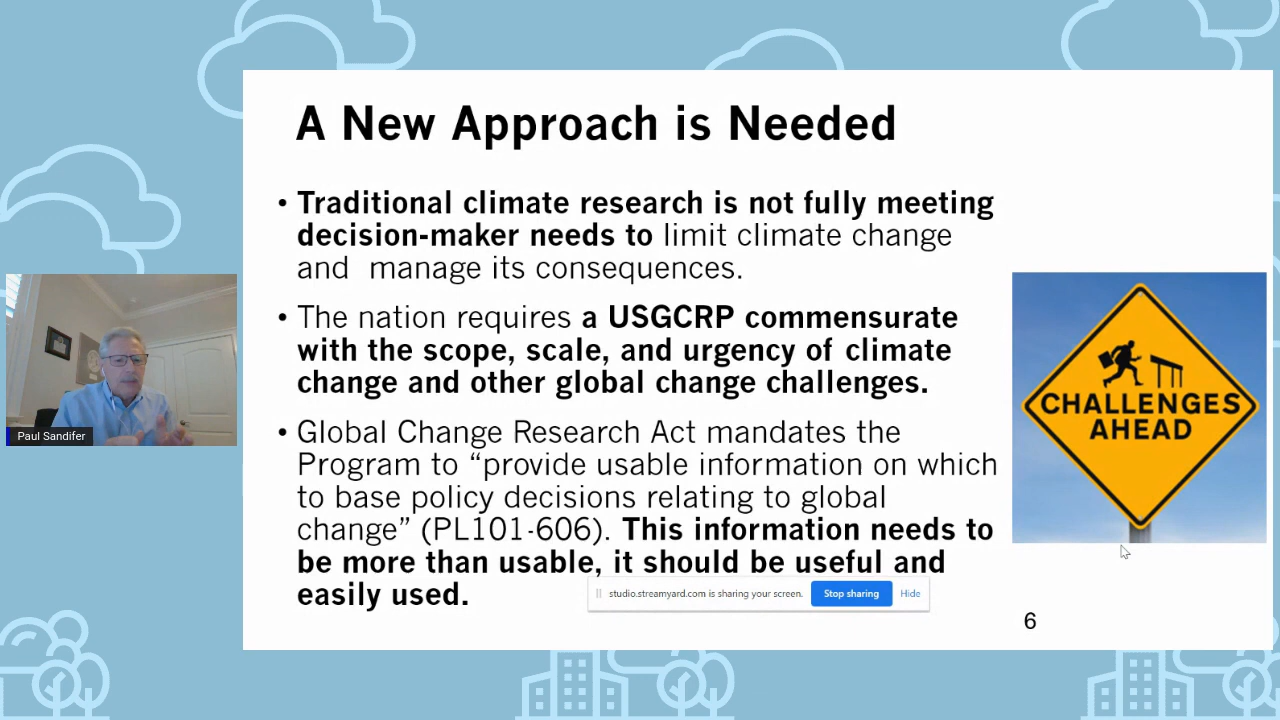 A New Approach is Needed
• Traditional climate research is not fully meeting
decision-maker needs to limit climate change
and  manage its consequences.
• The nation requires a USGCRP commensurate
with the scope, scale, and urgency of climate
change and other global change challenges.
• Global Change Research Act mandates the
Program to “provide usable information on which
to base policy decisions relating to global
change” (PL101-606). This information needs to
be more than usable, it should be useful and
easily used.
CHALLENGES
AHEAD
Paul Sandifer
studio.streamyard.com is sharing your screen.
Stop sharing
Hide
6